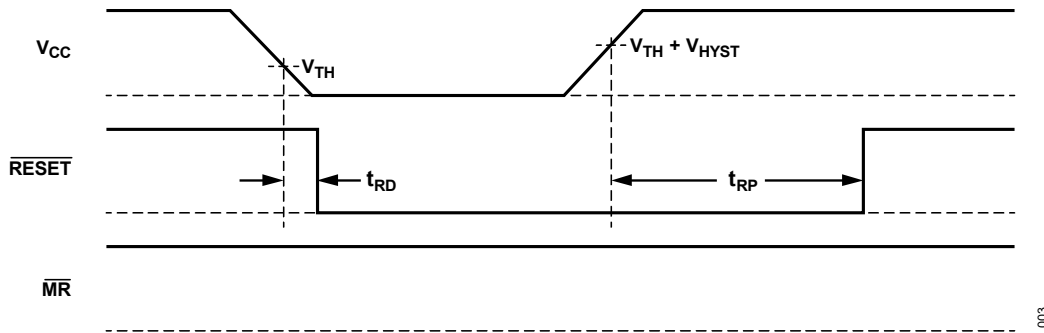 VCC
VTH
VTH + VHYST
RESET
tRD
tRP
MR
003